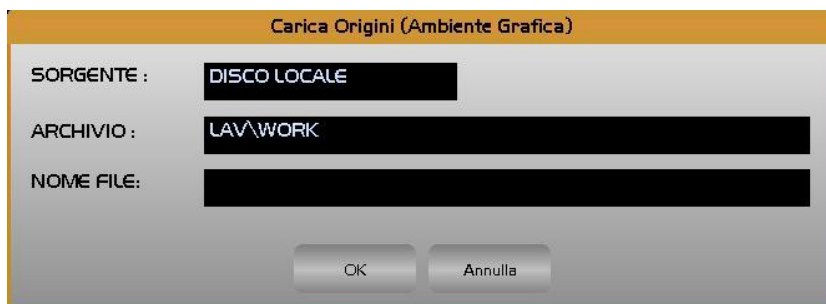 Carica Origini (Ambiente Grafica)
SORGENTE : DISCO LOCALE
ARCHIVIO : LAV\WORK
NOME FILE:
OK Annulla